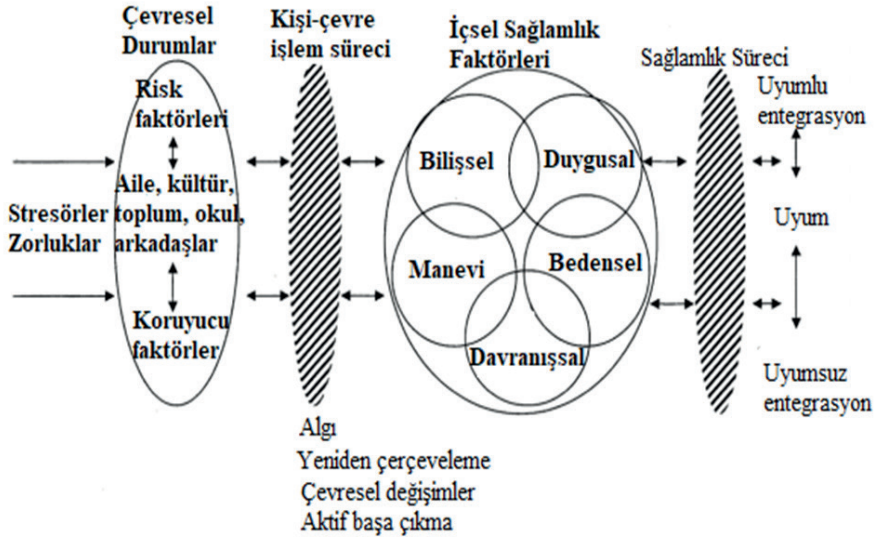 Çevresel
Durumlar
Risk
faktörleri
Stresörler
Zorluklar
Aile, kültür,
toplum, okul,
arkadaşlar
Koruyucu
faktörler
Kişi-çevre
işlem süreci
Algı
Yeniden çerçeveleme
Çevresel değişimler
Aktif başa çıkma
İçsel Sağlamlık
Faktörleri
Bilişsel
Duygusal
Manevi
Bedensel
Davranışsal
Sağlamlık Süreci
Uyumlu
entegrasyon
Uyum
Uyumsuz
entegrasyon